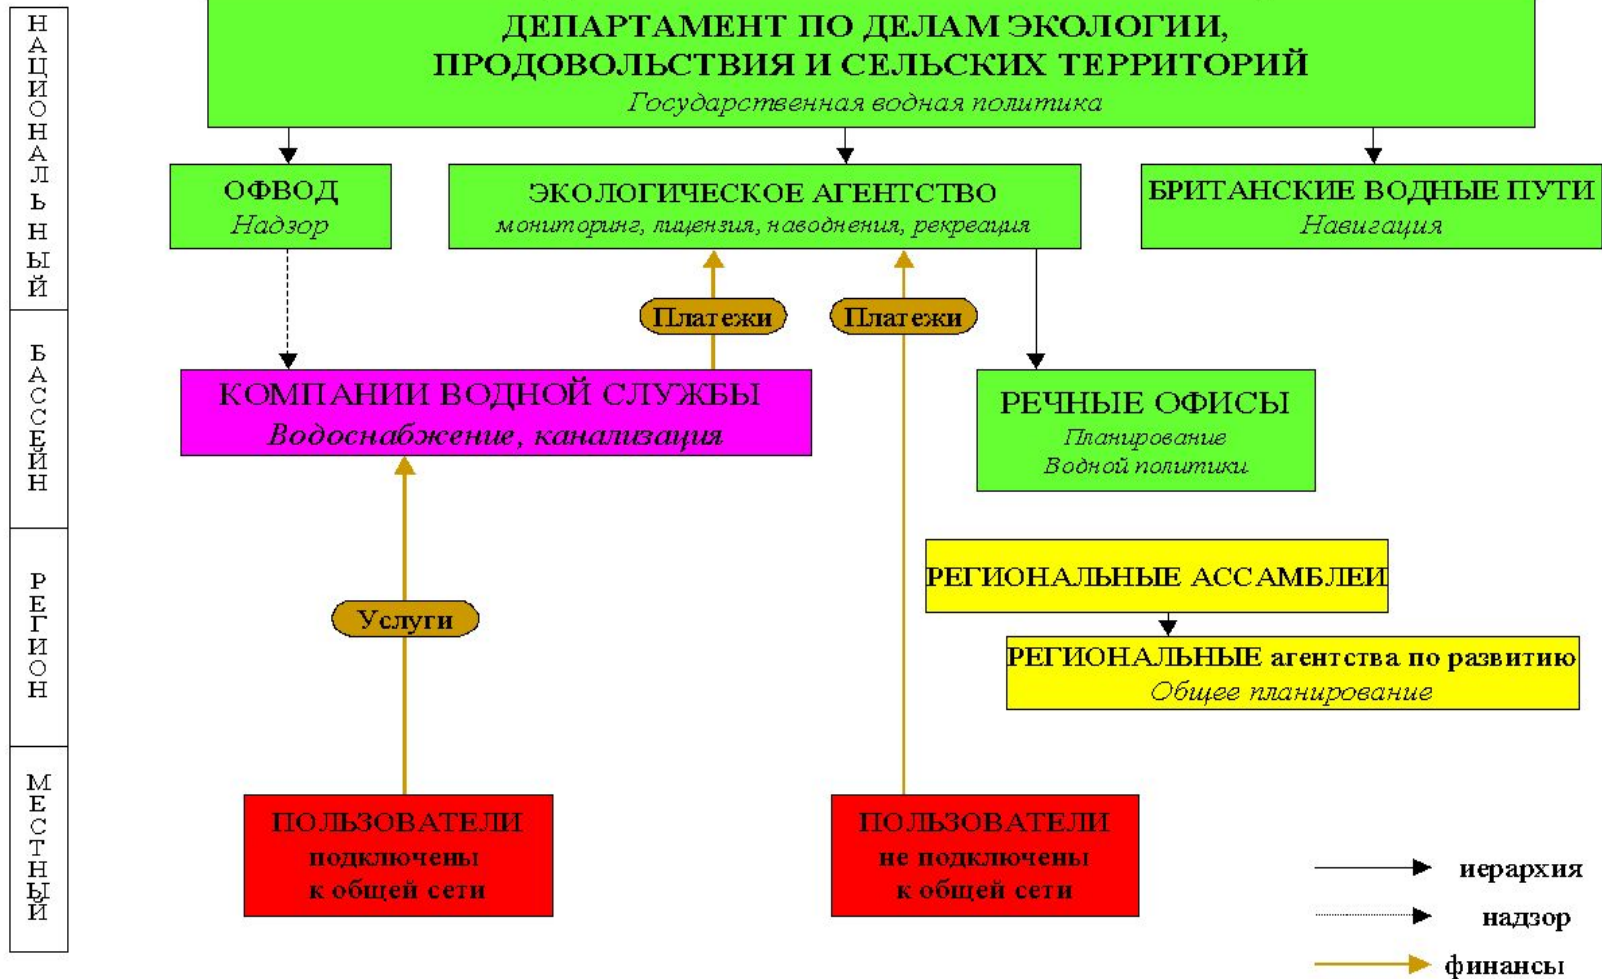 НАЦИОНАЛЬНЫЙ
ДЕПАРТАМЕНТ ПО ДЕЛАМ ЭКОЛОГИИ,
ПРОДОВОЛЬСТВИЯ И СЕЛЬСКИХ ТЕРРИТОРИЙ
Государственная водная политика
ОФВОД
Надзор
ЭКОЛОГИЧЕСКОЕ АГЕНТСТВО
мониторинг, лицензия, наводнения, рекреация
БРИТАНСКИЕ ВОДНЫЕ ПУТИ
Навигация
Платежи
Платежи
БАССЕЙН
КОМПАНИИ ВОДНОЙ СЛУЖБЫ
Водоснабжение, канализация
РЕЧНЫЕ ОФИСЫ
Планирование
Водной политики
РЕГИОН
РЕГИОНАЛЬНЫЕ АССАМБЛЕИ
Услуги
РЕГИОНАЛЬНЫЕ агентства по развитию
Общее планирование
МЕСТНЫЙ
ПОЛЬЗОВАТЕЛИ
подключены
к общей сети
ПОЛЬЗОВАТЕЛИ
не подключены
к общей сети
иерархия
надзор
финансы